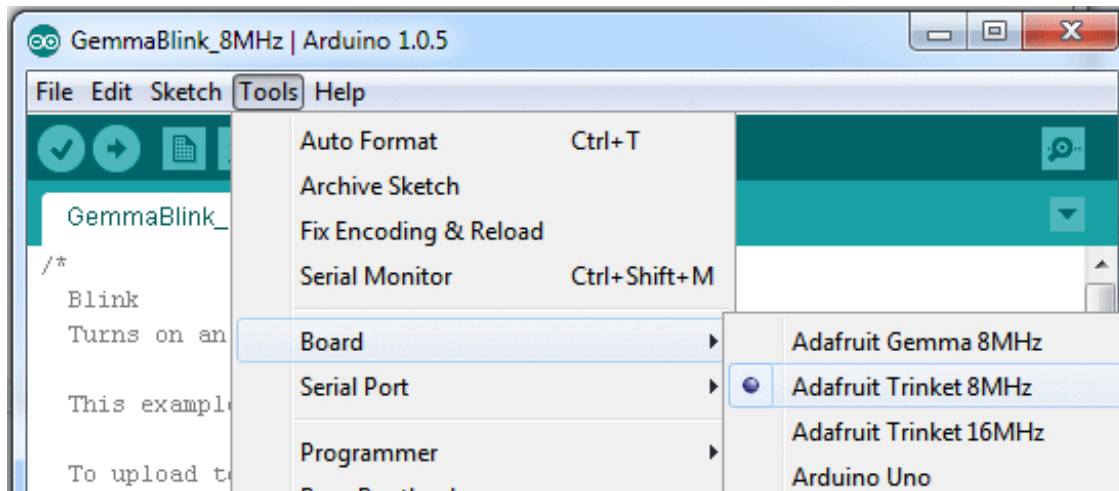 GemmaBlink_8MHz | Arduino 1.0.5
File Edit Sketch Tools Help
Auto Format Ctrl+T
Archive Sketch
GemmaBlink_
Fix Encoding & Reload
/*
Serial Monitor Ctrl+Shift+M
Blink
Turns on an
Board
Adafruit Gemma 8MHz
Serial Port
Adafruit Trinket 8MHz
This example
Adafruit Trinket 16MHz
Programmer
To upload
Arduino Uno